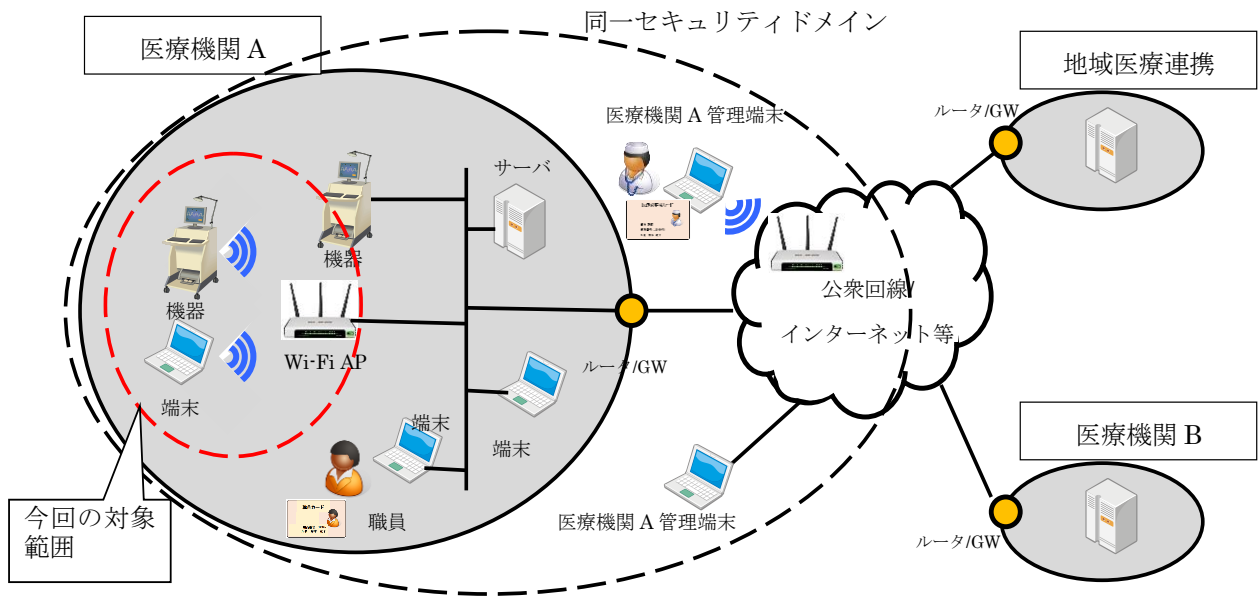 同一セキュリティドメイン
医療機関 A
地域医療連携
ルータ/GW
医療機関 A 管理端末
サーバ
機器
機器
公衆回線/
インターネット等
Wi-Fi AP
ルータ/GW
端末
端末
端末
職員
医療機関 A 管理端末
医療機関 B
ルータ/GW
今回の対象
範囲